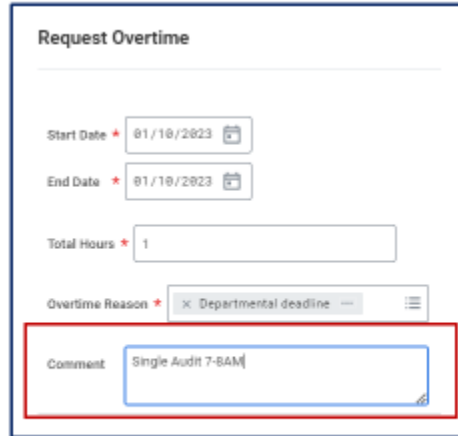 Request Overtime
Start Date * 01/10/2023
End Date * 01/10/2023
Total Hours * 1
Overtime Reason * × Departmental deadline ...
Comment Single Audit 7-8AM